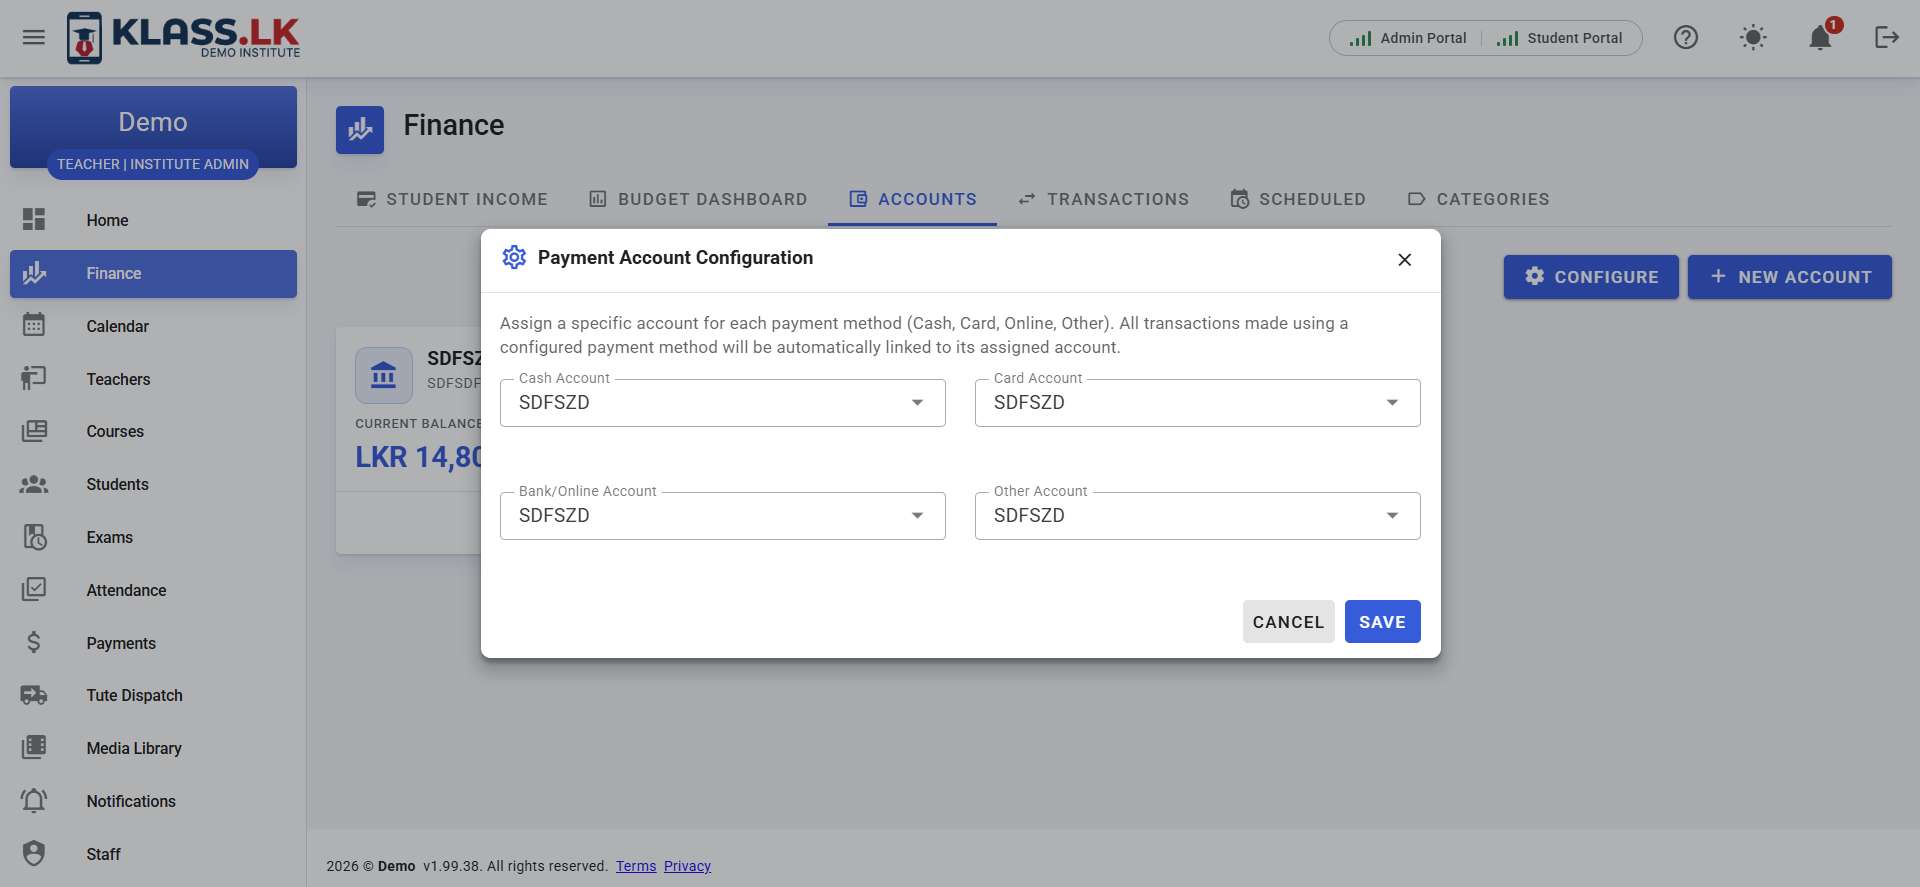 KLASS.LK
DEMO INSTITUTE
Admin Portal
Student Portal
1
Demo
TEACHER | INSTITUTE ADMIN
Home
Finance
Calendar
Teachers
Courses
Students
Exams
Attendance
Payments
Tute Dispatch
Media Library
Notifications
Staff
Finance
STUDENT INCOME
BUDGET DASHBOARD
ACCOUNTS
TRANSACTIONS
SCHEDULED
CATEGORIES
CONFIGURE
NEW ACCOUNT
SDFSZ
SDFSDF
CURRENT BALANCE
LKR 14,80
Payment Account Configuration
Assign a specific account for each payment method (Cash, Card, Online, Other). All transactions made using a
configured payment method will be automatically linked to its assigned account.
Cash Account
SDFSZD
Card Account
SDFSZD
Bank/Online Account
SDFSZD
Other Account
SDFSZD
CANCEL
SAVE
2026 © Demo v1.99.38. All rights reserved. Terms Privacy